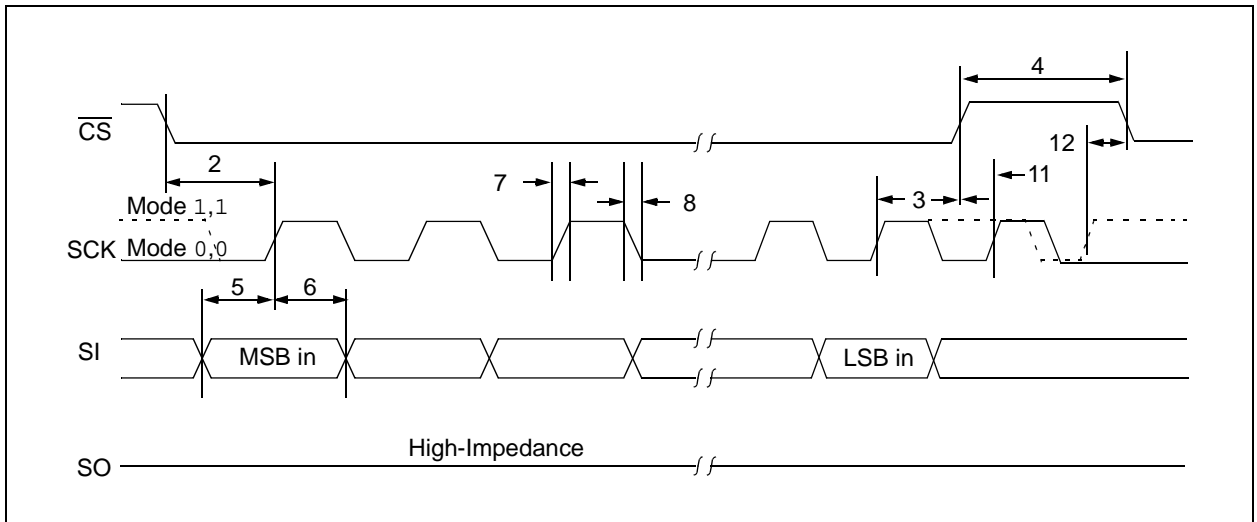 4
CS
12
2
7
8
3
11
Mode 1,1
SCK Mode 0,0
5
6
SI
MSB in
LSB in
High-Impedance
SO